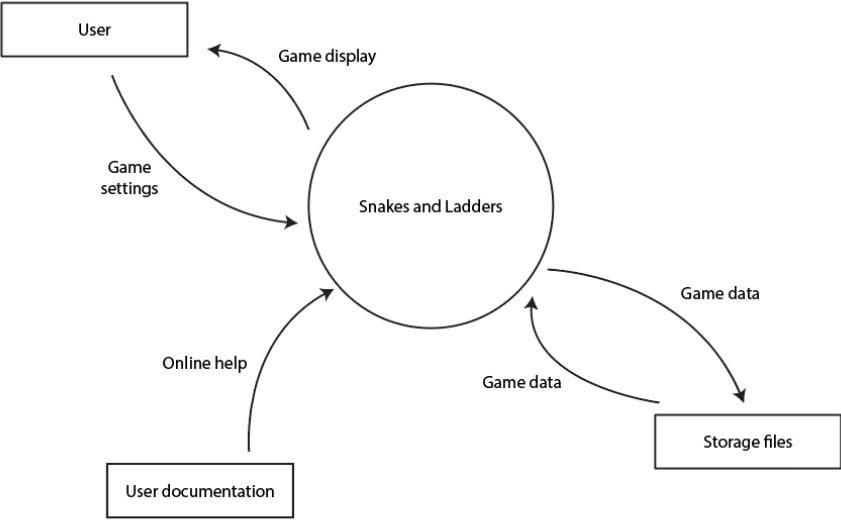 User
Game display
Game
settings
Snakes and Ladders
Game data
Online help
Game data
Storage files
User documentation